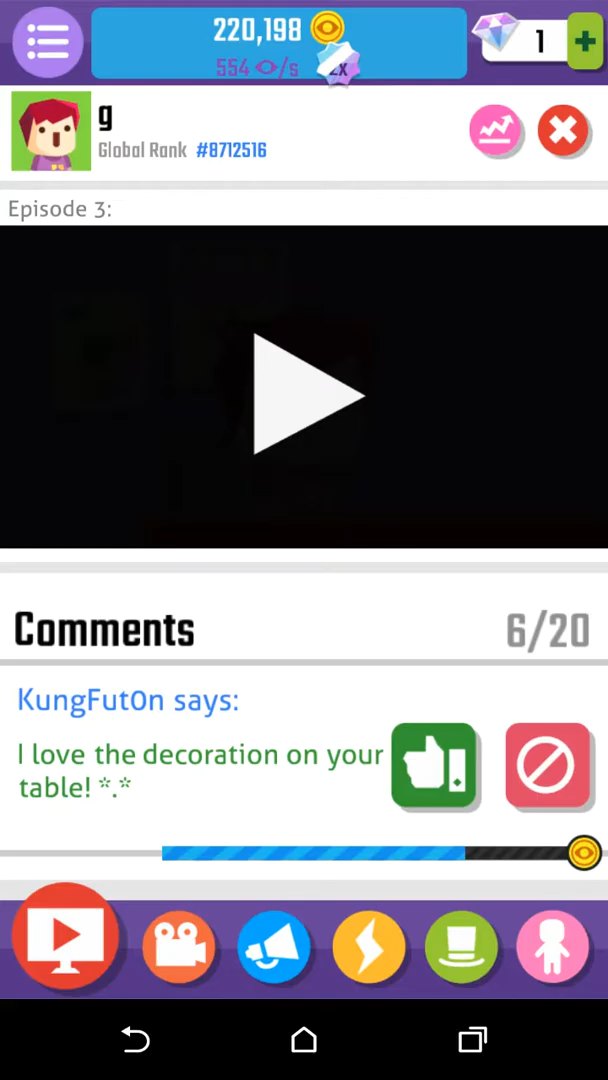 220,198
554 /s
2x
1
+
g
Global Rank #8712516
Episode 3:
Comments 6/20
KungFut0n says:
I love the decoration on your
table! *.*